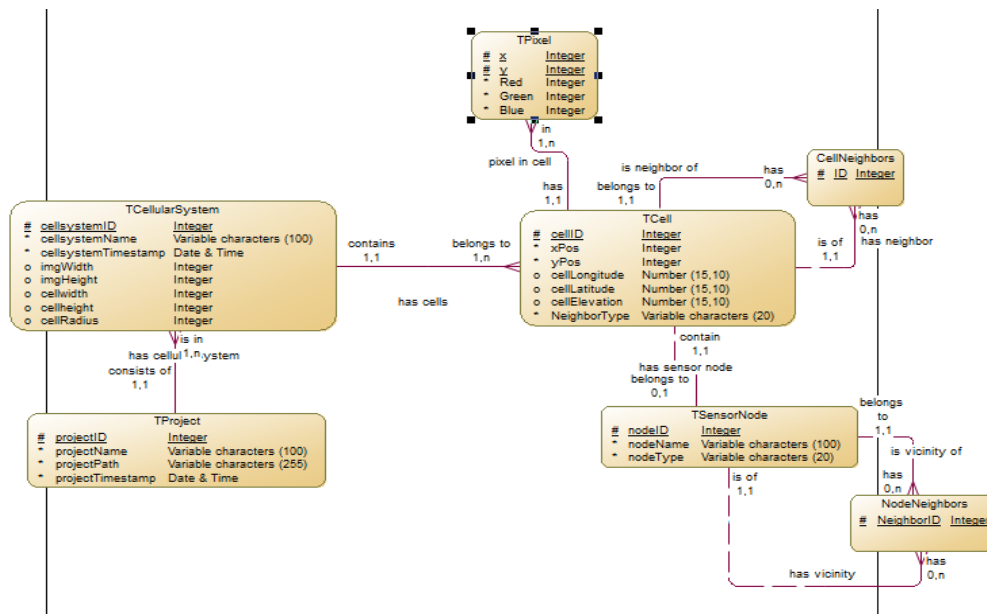 TPixel
# x Integer
# y Integer
* Red Integer
* Green Integer
* Blue Integer
in
1,n
pixel in cell
has
1,1
is neighbor of
belongs to
1,1
has
0,n
CellNeighbors
# ID Integer
has
0,n
has neighbor
is of
1,1
TCellularSystem
# cellsystemID Integer
* cellsystemName Variable characters (100)
* cellsystemTimestamp Date & Time
o imgWidth Integer
o imgHeight Integer
o cellwidth Integer
o cellheight Integer
o cellRadius Integer
contains
1,1
belongs to
1,n
has cells
TCell
# cellID Integer
* xPos Integer
* yPos Integer
o cellLongitude Number (15,10)
o cellLatitude Number (15,10)
o cellElevation Number (15,10)
* NeighborType Variable characters (20)
is in
1,n
has cellul ystem
consists of
1,1
TProject
# projectID Integer
* projectName Variable characters (100)
* projectPath Variable characters (255)
* projectTimestamp Date & Time
contain
1,1
has sensor node
belongs to
0,1
TSensorNode
# nodeID Integer
* nodeName Variable characters (100)
* nodeType Variable characters (20)
belongs
to
1,1
is vicinity of
has
0,n
is of
1,1
NodeNeighbors
# NeighborID Integer
has
0,n
has vicinity